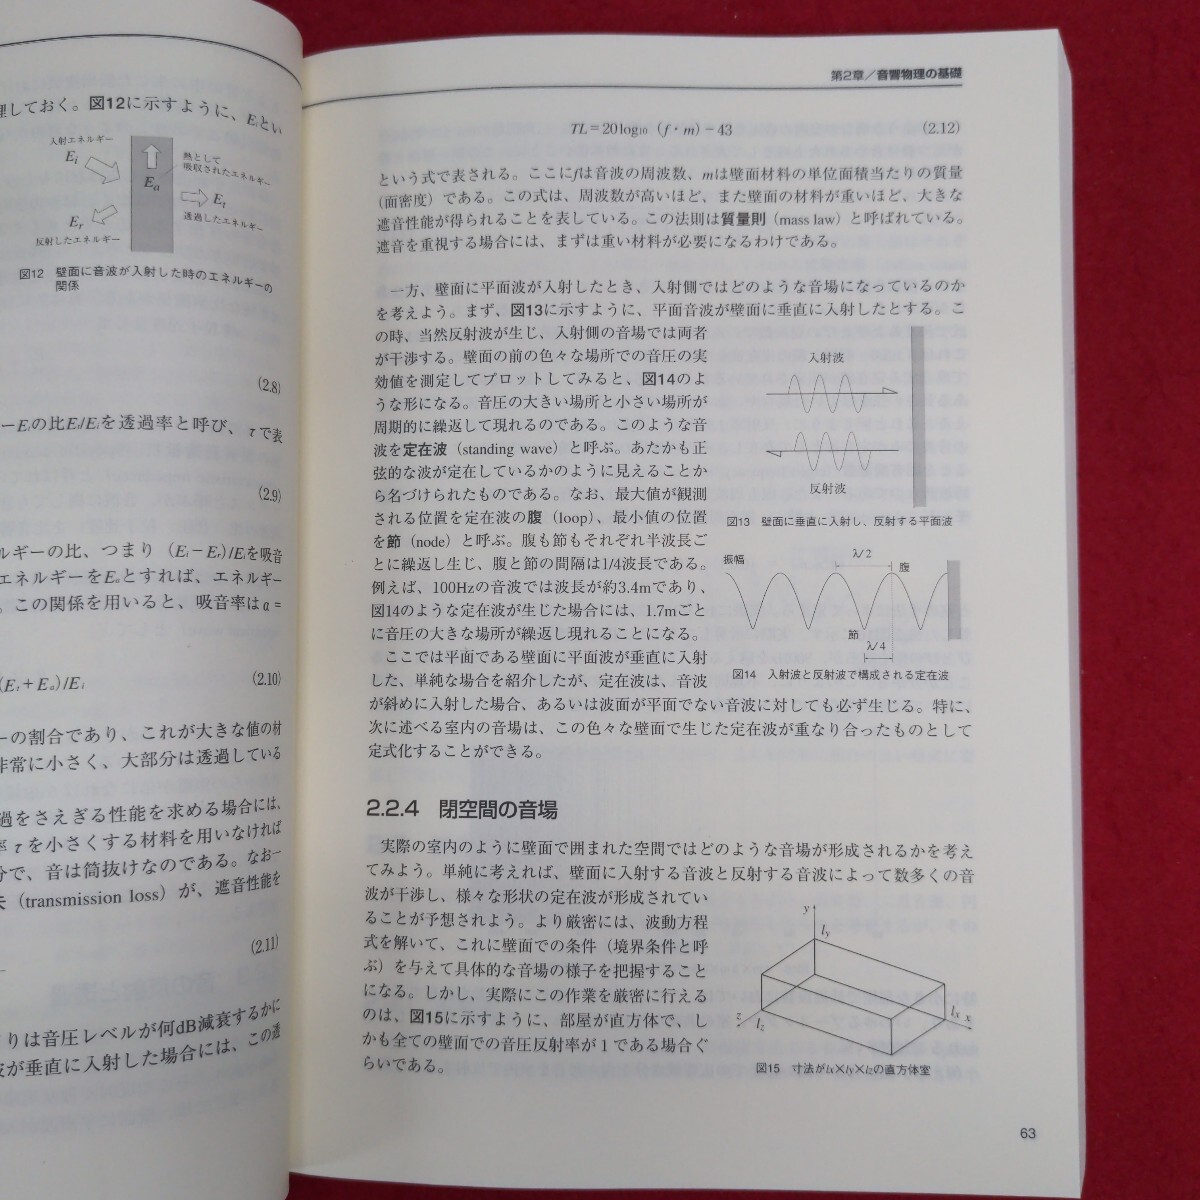 理しておく。図12に示すように、Eiとい
入射エネルギー
Ei
Ea
熱として
吸収されたエネルギー
Et
透過したエネルギー
Er
反射したエネルギー
図12 壁面に音波が入射した時のエネルギーの
関係
(2.8)
を透過率と呼び、τで表
(2.9)
ルギーの比、つまり(Ei−Er)/Eiを吸音
エネルギーをEaとすれば、エネルギー
。この関係を用いると、吸音率はα=
(Et+Ea)/Ei
(2.10)
ーの割合であり、これが大きな値の材
非常に小さく、大部分は透過している
過をさえぎる性能を求める場合には、
率τを小さくする材料を用いなければ
分で、音は筒抜けなのである。なお一
失(transmission loss)が、遮音性能を
(2.11)
りは音圧レベルが何dB減衰するかに
波が垂直に入射した場合には、この透
第2章/音響物理の基礎
TL=20log10 (f・m)−43
(2.12)
という式で表される。ここにfは音波の周波数、mは壁面材料の単位面積当たりの質量
(面密度)である。この式は、周波数が高いほど、また壁面の材料が重いほど、大きな
遮音性能が得られることを表している。この法則は質量則(mass law)と呼ばれている。
遮音を重視する場合には、まずは重い材料が必要になるわけである。
一方、壁面に平面波が入射したとき、入射側ではどのような音場になっているのか
を考えよう。まず、図13に示すように、平面音波が壁面に垂直に入射したとする。こ
の時、当然反射波が生じ、入射側の音場では両者
が干渉する。壁面の前の色々な場所での音圧の実
効値を測定してプロットしてみると、図14のよ
うな形になる。音圧の大きい場所と小さい場所が
周期的に繰返して現れるのである。このような音
波を定在波(standing wave)と呼ぶ。あたかも正
弦的な波が定在しているかのように見えることか
ら名づけられたものである。なお、最大値が観測
される位置を定在波の腹(loop)、最小値の位置
を節(node)と呼ぶ。腹も節もそれぞれ半波長ご
とに繰返し生じ、腹と節の間隔は1/4波長である。
例えば、100Hzの音波では波長が約3.4mであり、
図14のような定在波が生じた場合には、1.7mごと
に音圧の大きな場所が繰返し現れることになる。
ここでは平面である壁面に平面波が垂直に入射
した、単純な場合を紹介したが、定在波は、音波
が斜めに入射した場合、あるいは波面が平面でない音波に対しても必ず生じる。特に、
次に述べる室内の音場は、この色々な壁面で生じた定在波が重なり合ったものとして
定式化することができる。
入射波
反射波
図13 壁面に垂直に入射し、反射する平面波
振幅
λ/2
腹
節
λ/4
図14 入射波と反射波で構成される定在波
2.2.4 閉空間の音場
実際の室内のように壁面で囲まれた空間ではどのような音場が形成されるかを考え
てみよう。単純に考えれば、壁面に入射する音波と反射する音波によって数多くの音
波が干渉し、様々な形状の定在波が形成されてい
ることが予想されよう。より厳密には、波動方程
式を解いて、これに壁面での条件(境界条件と呼
ぶ)を与えて具体的な音場の様子を把握すること
になる。しかし、実際にこの作業を厳密に行える
のは、図15に示すように、部屋が直方体で、し
かも全ての壁面での音圧反射率が1である場合ぐ
らいである。
y
ly
z
lz
lx
x
図15 寸法がlx×ly×lzの直方体室
63